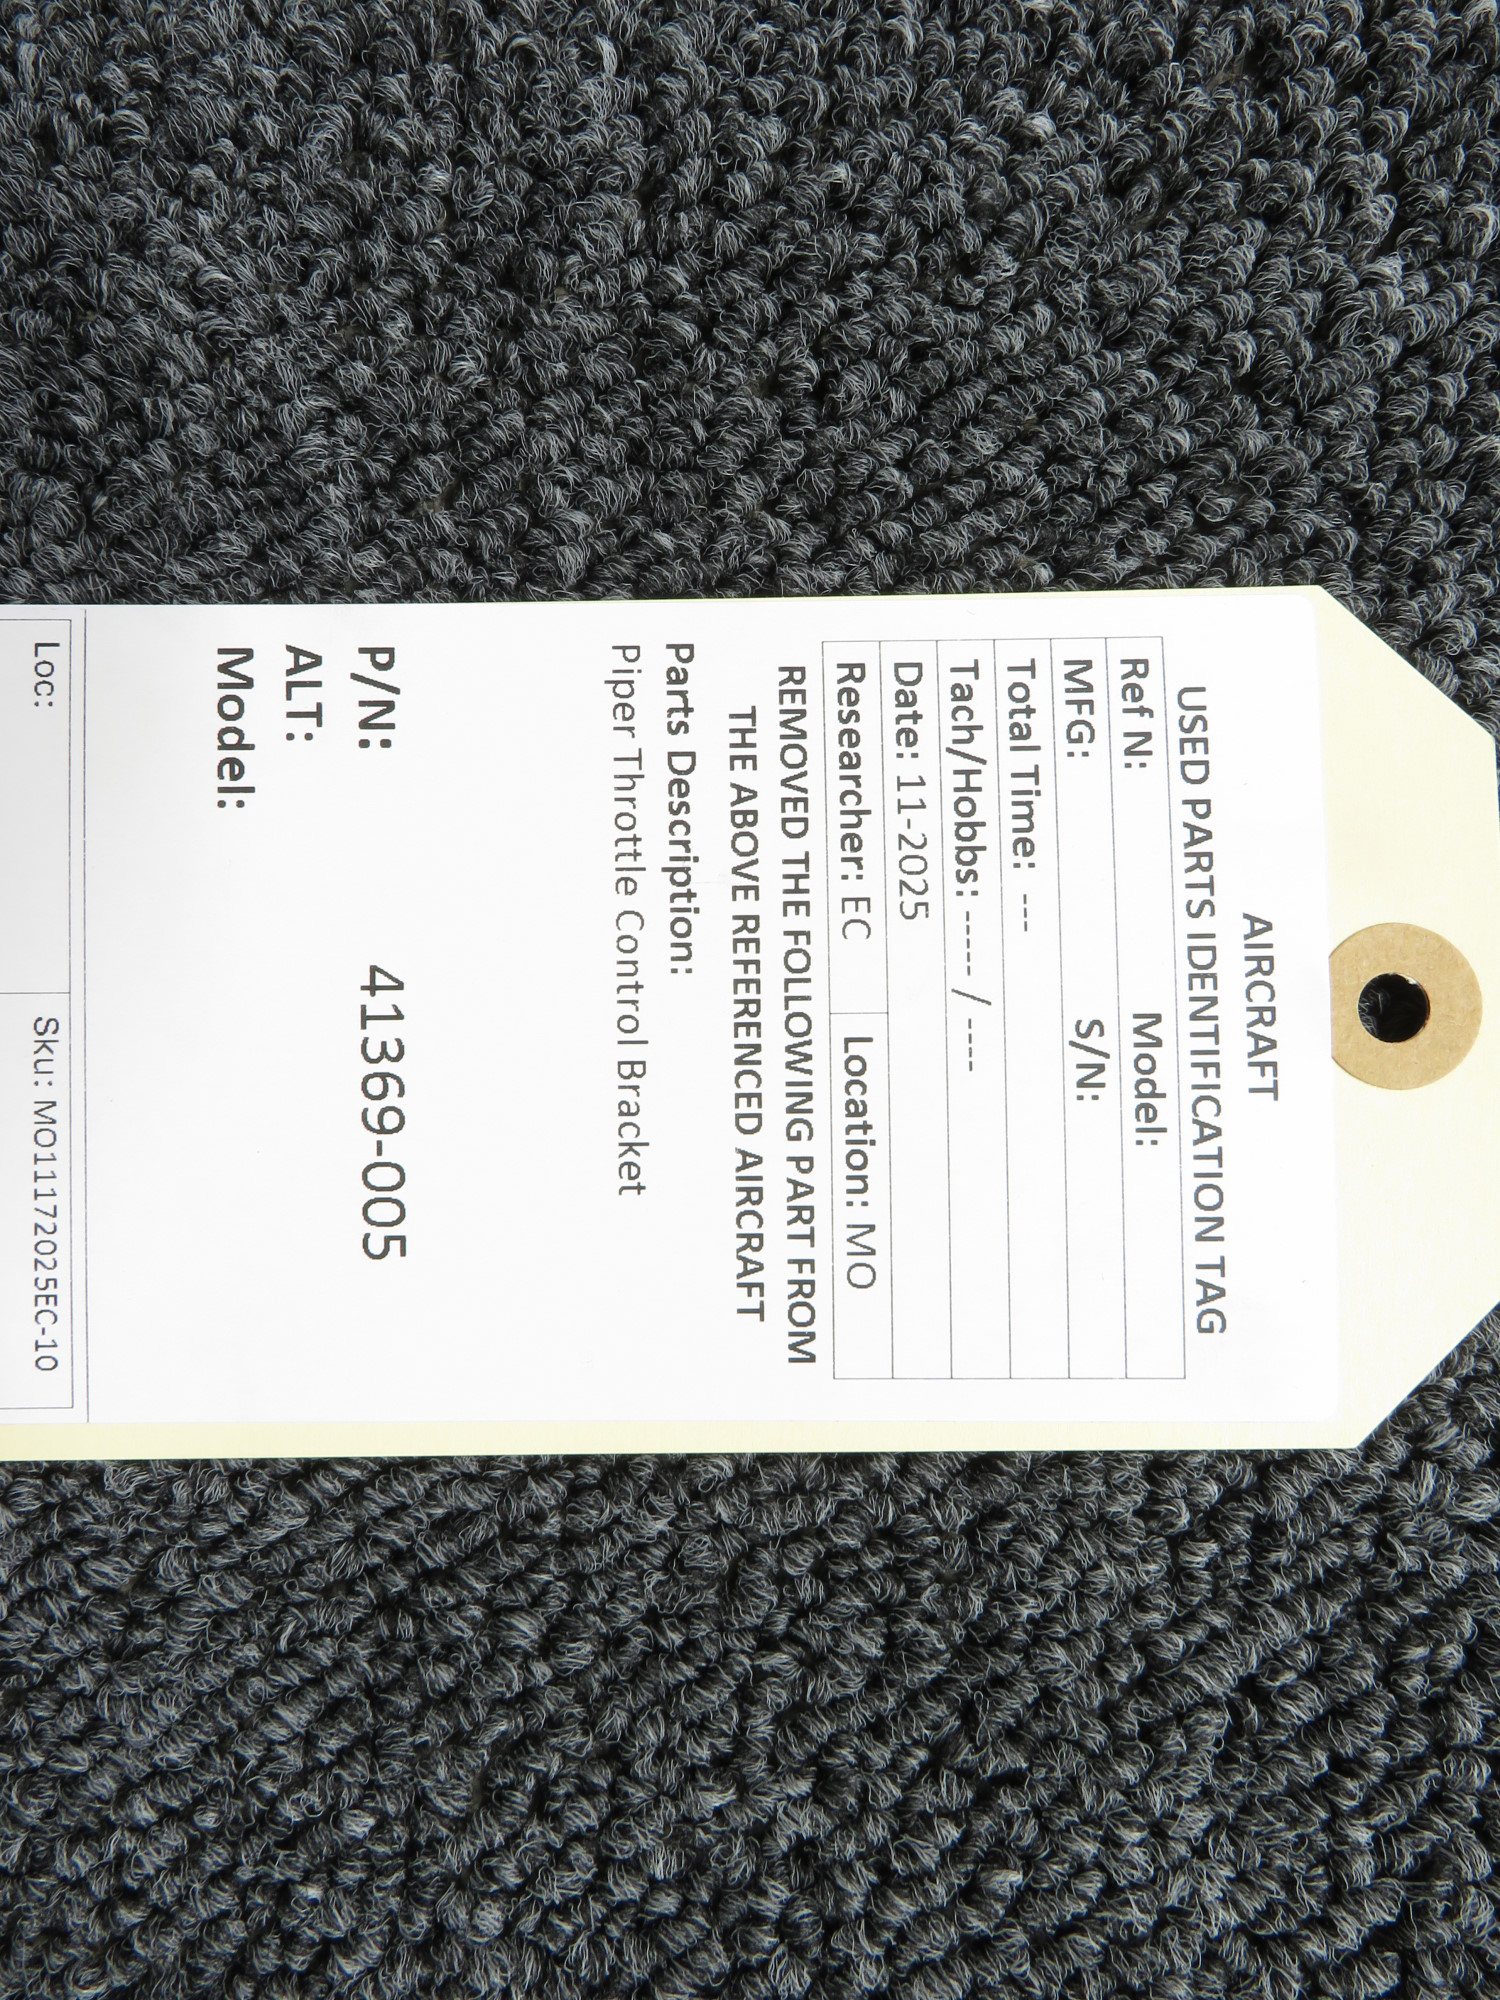 AIRCRAFT
USED PARTS IDENTIFICATION TAG
Ref N: Model:
MFG: S/N:
Total Time: ---
Tach/Hobbs: ----- / ----
Date: 11-2025
Researcher: EC Location: MO
REMOVED THE FOLLOWING PART FROM
THE ABOVE REFERENCED AIRCRAFT
Parts Description:
Piper Throttle Control Bracket
P/N: 41369-005
ALT:
Model:
Loc: Sku: MO11172025EC-10